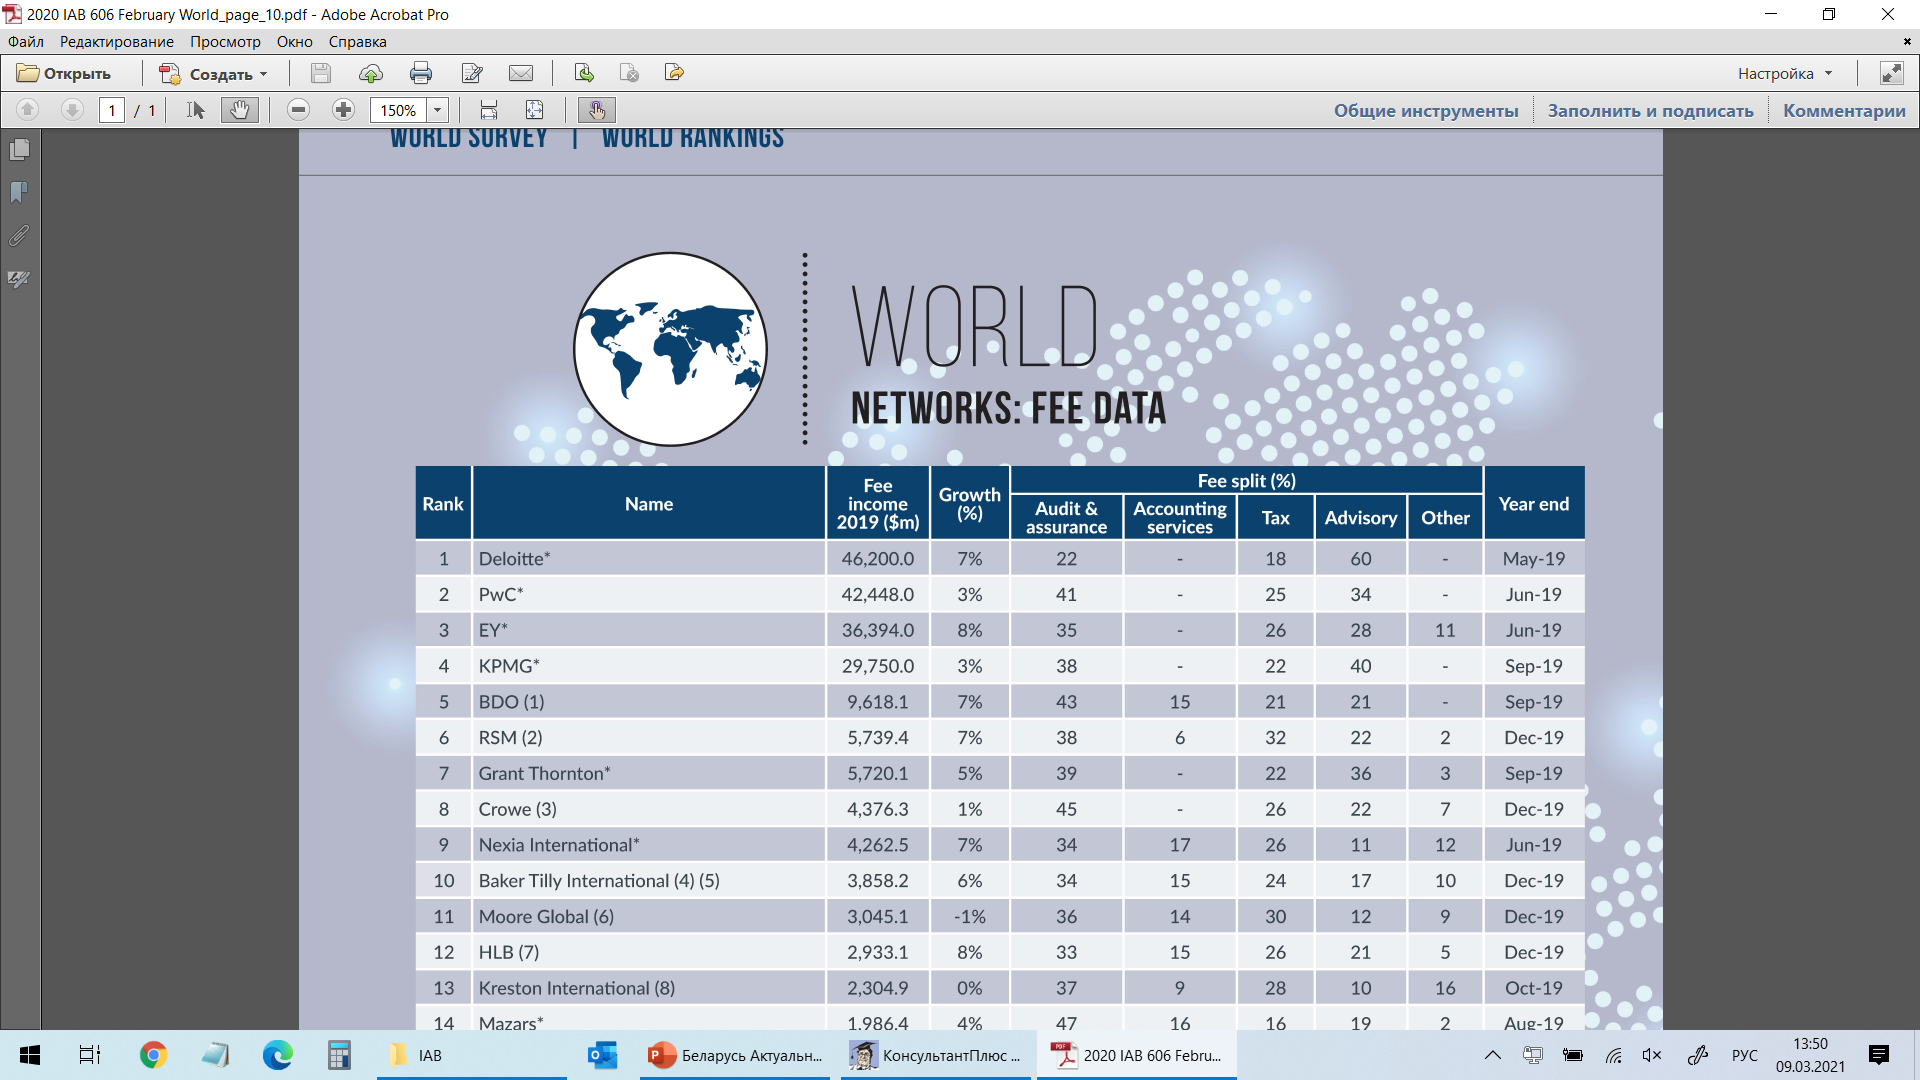 2020 IAB 606 February World_page_10.pdf - Adobe Acrobat Pro
Файл Редактирование Просмотр Окно Справка
Открыть Создать Настройка
1 / 1 150% Общие инструменты Заполнить и подписать Комментарии
WORLD SURVEY | WORLD RANKINGS
WORLD
NETWORKS: FEE DATA
Rank Name Fee income 2019 ($m) Growth (%) Fee split (%) Year end
Audit & assurance Accounting services Tax Advisory Other
1 Deloitte* 46,200.0 7% 22 - 18 60 - May-19
2 PwC* 42,448.0 3% 41 - 25 34 - Jun-19
3 EY* 36,394.0 8% 35 - 26 28 11 Jun-19
4 KPMG* 29,750.0 3% 38 - 22 40 - Sep-19
5 BDO (1) 9,618.1 7% 43 15 21 21 - Sep-19
6 RSM (2) 5,739.4 7% 38 6 32 22 2 Dec-19
7 Grant Thornton* 5,720.1 5% 39 - 22 36 3 Sep-19
8 Crowe (3) 4,376.3 1% 45 - 26 22 7 Dec-19
9 Nexia International* 4,262.5 7% 34 17 26 11 12 Jun-19
10 Baker Tilly International (4) (5) 3,858.2 6% 34 15 24 17 10 Dec-19
11 Moore Global (6) 3,045.1 -1% 36 14 30 12 9 Dec-19
12 HLB (7) 2,933.1 8% 33 15 26 21 5 Dec-19
13 Kreston International (8) 2,304.9 0% 37 9 28 10 16 Oct-19
14 Mazars* 1,986.4 4% 47 16 16 19 2 Aug-19
IAB Беларусь Актуальн... КонсультантПлюс ... 2020 IAB 606 Febru... РУС 13:50
09.03.2021